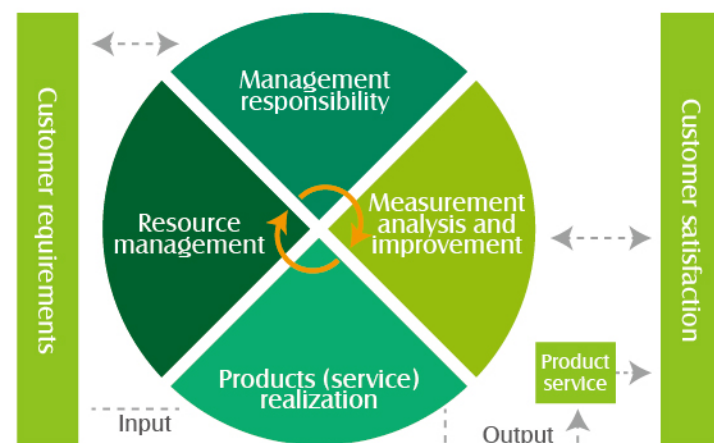 Customer requirements
Management
responsibility
Resource
management
Measurement
analysis and
improvement
Products (service)
realization
Input
Output
Product
service
Customer satisfaction